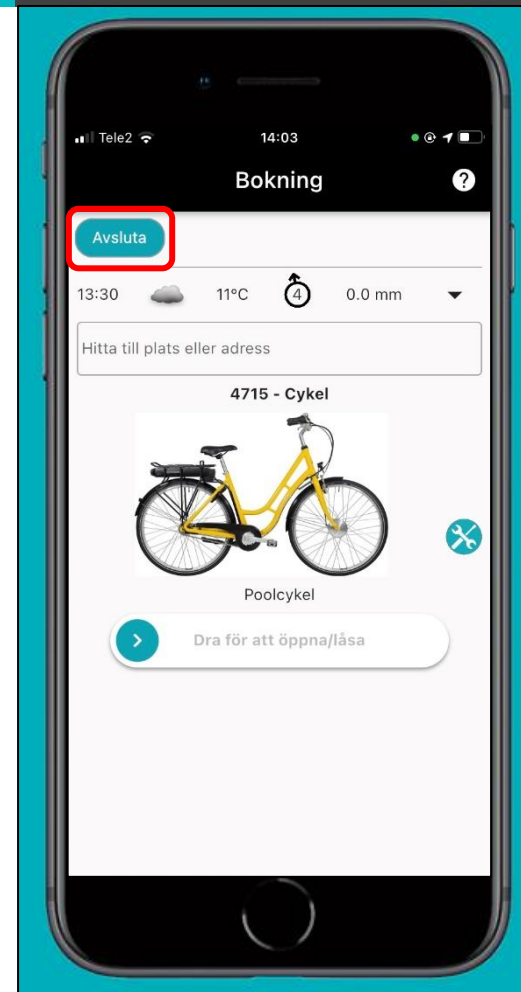 Tele2 14:03
Bokning ?
Avsluta
13:30 11°C 4 0.0 mm
Hitta till plats eller adress
4715 - Cykel
Poolcykel
Dra för att öppna/låsa